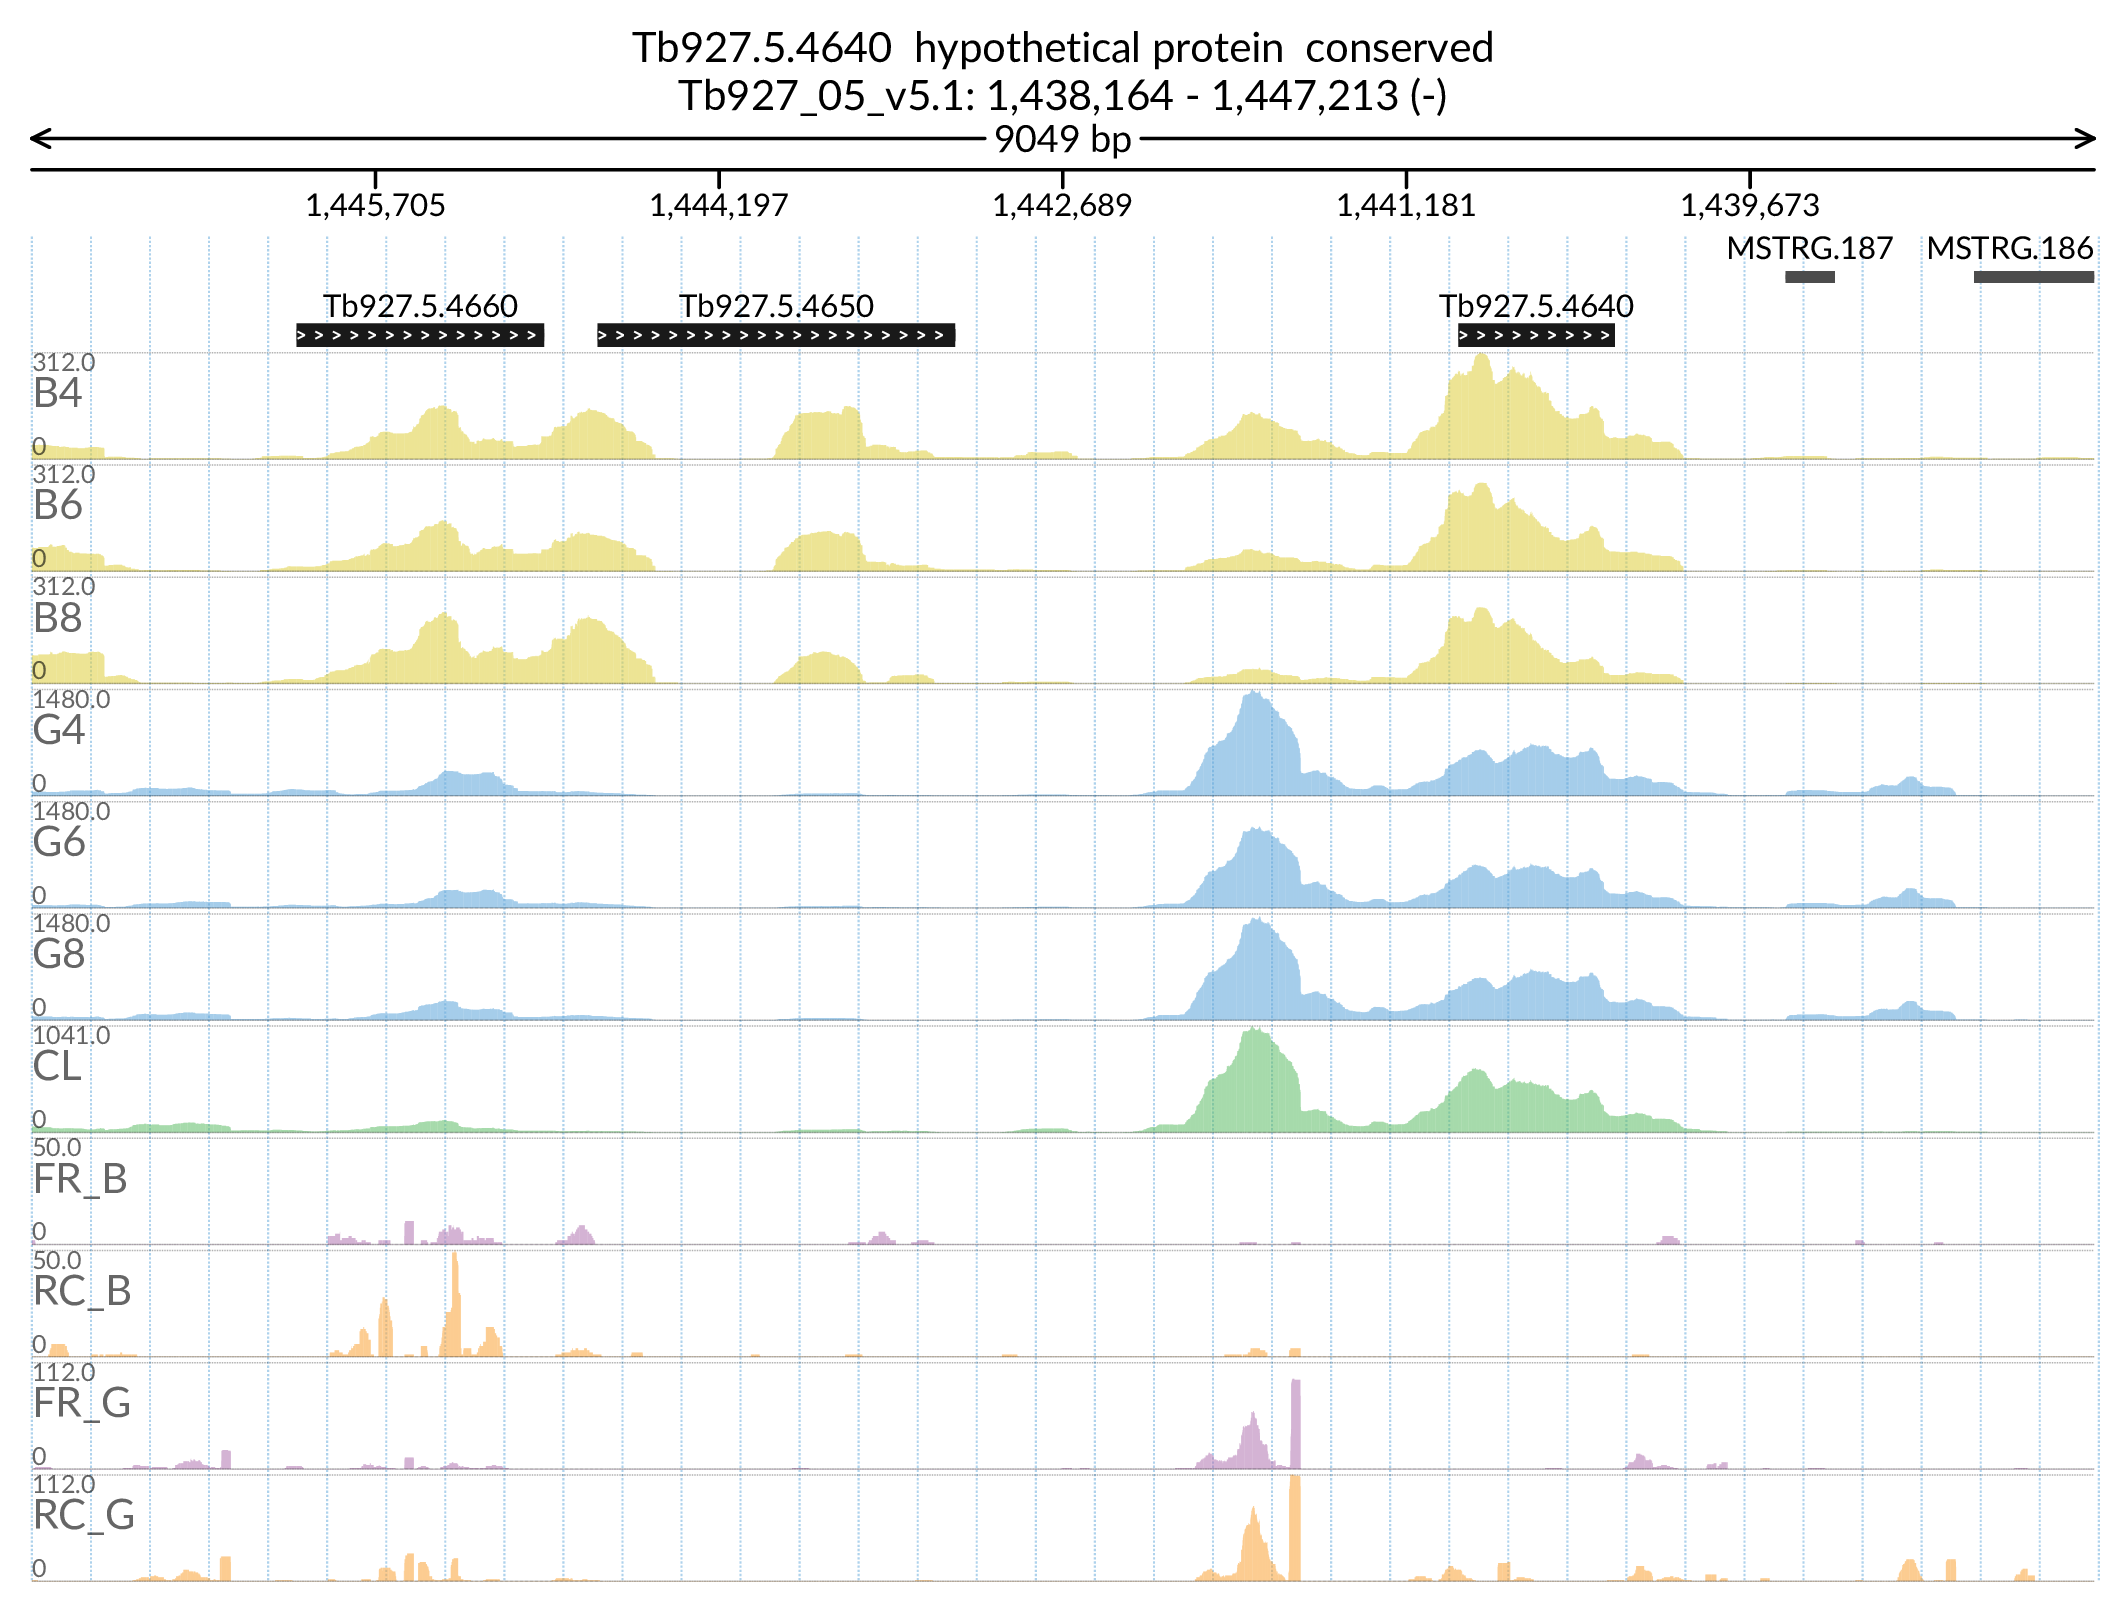 Tb927.5.4640  hypothetical protein  conserved
Tb927_05_v5.1: 1,438,164 - 1,447,213 (-)
9049 bp
1,445,705 1,444,197 1,442,689 1,441,181 1,439,673
MSTRG.187 MSTRG.186
Tb927.5.4660 Tb927.5.4650 Tb927.5.4640
312.0
B4
0
312.0
B6
0
312.0
B8
0
1480.0
G4
0
1480.0
G6
0
1480.0
G8
0
1041.0
CL
0
50.0
FR_B
0
50.0
RC_B
0
112.0
FR_G
0
112.0
RC_G
0